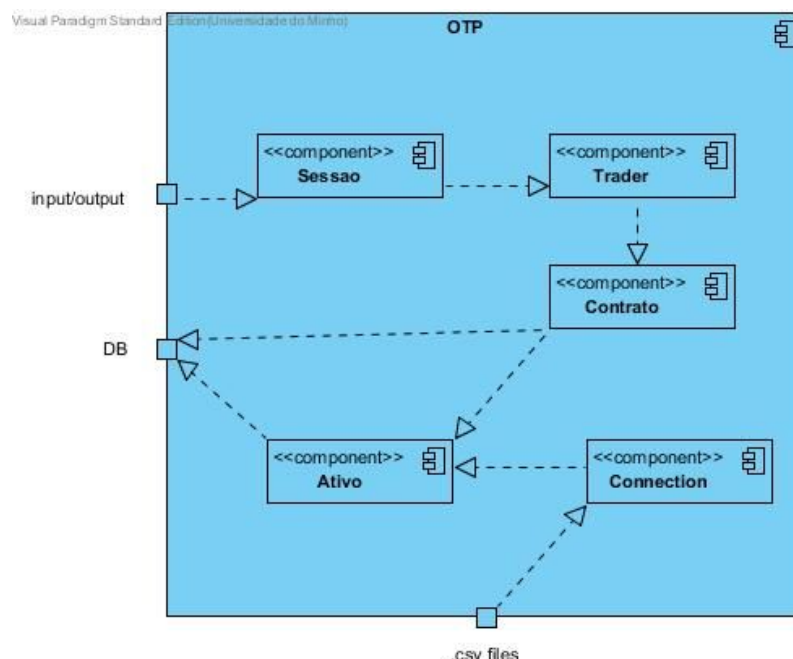 Visual Paradigm Standard Edition(Universidade do Minho)
OTP
<<component>>
Sessao
<<component>>
Trader
input/output
<<component>>
Contrato
DB
<<component>>
Ativo
<<component>>
Connection
.csv files